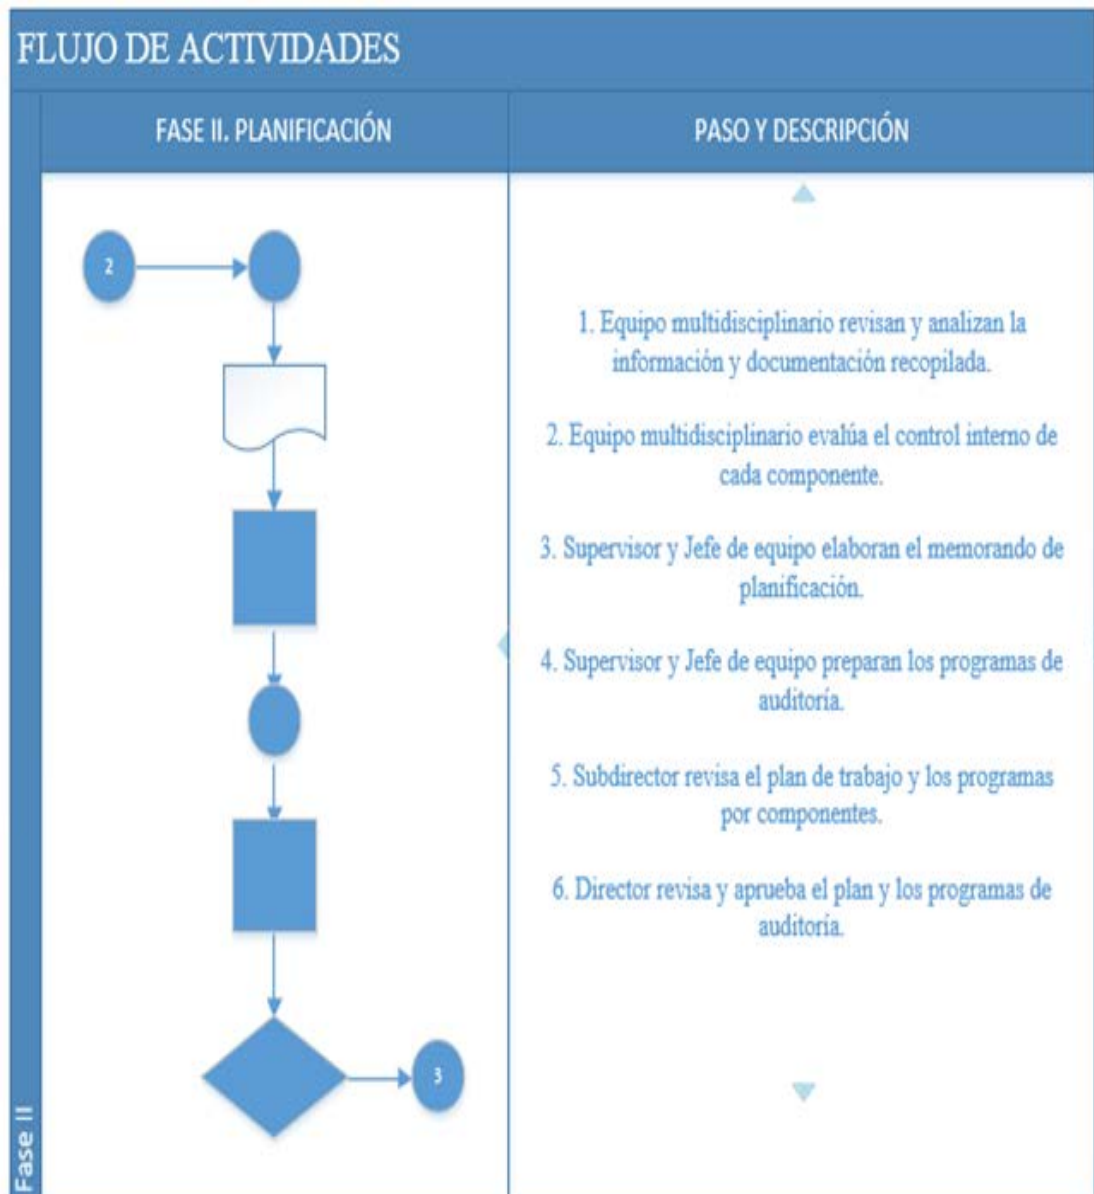 FLUJO DE ACTIVIDADES
FASE II. PLANIFICACIÓN
PASO Y DESCRIPCIÓN
2
1. Equipo multidisciplinario revisan y analizan la
información y documentación recopilada.
2. Equipo multidisciplinario evalúa el control interno de
cada componente.
3. Supervisor y Jefe de equipo elaboran el memorando de
planificación.
4. Supervisor y Jefe de equipo preparan los programas de
auditoría.
5. Subdirector revisa el plan de trabajo y los programas
por componentes.
6. Director revisa y aprueba el plan y los programas de
auditoría.
3
Fase II